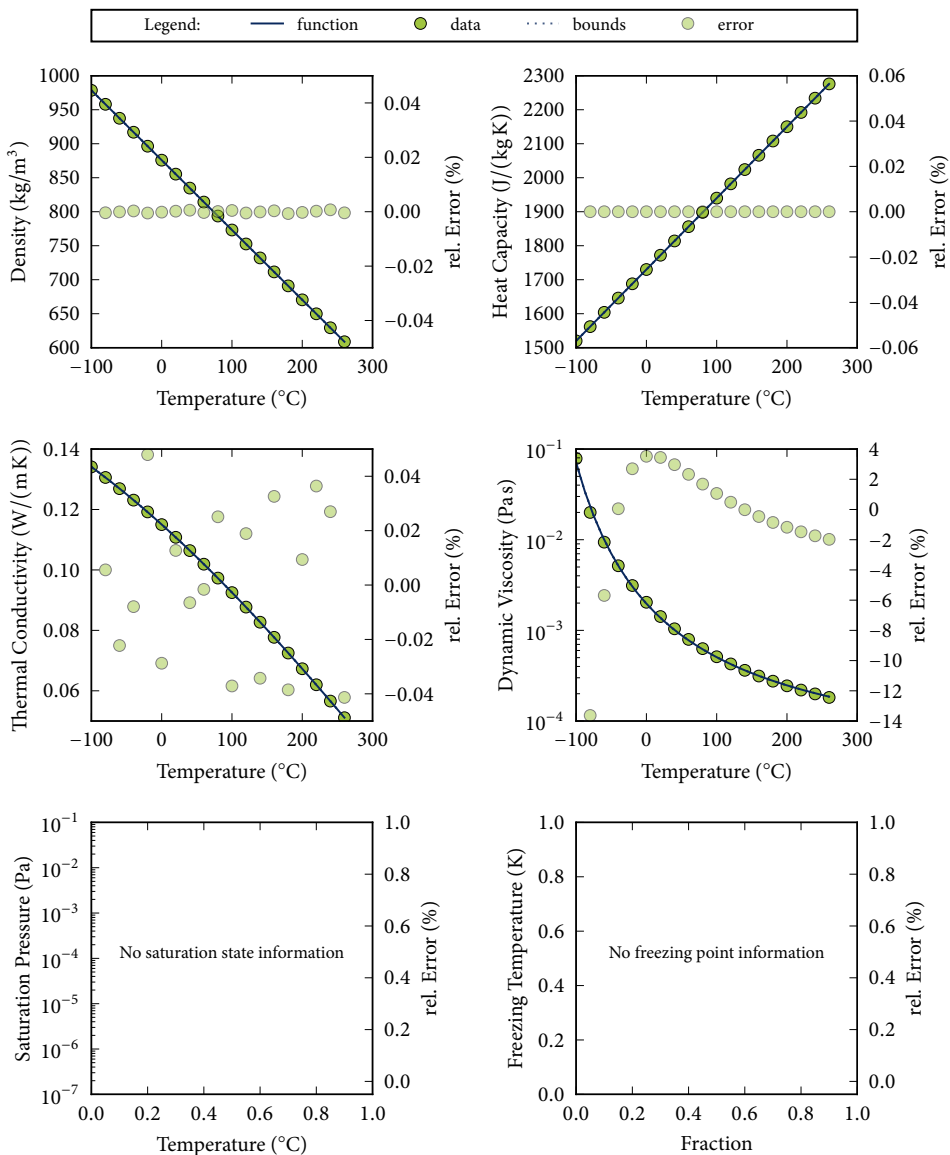 Legend: function data bounds error
1000
950
900
850
800
750
700
650
600
Density (kg/m³)
0.04
0.02
0.00
−0.02
−0.04
rel. Error (%)
−100 0 100 200 300
Temperature (°C)
2300
2200
2100
2000
1900
1800
1700
1600
1500
Heat Capacity (J/(kg K))
0.06
0.04
0.02
0.00
−0.02
−0.04
−0.06
rel. Error (%)
−100 0 100 200 300
Temperature (°C)
0.14
0.12
0.10
0.08
0.06
Thermal Conductivity (W/(m K))
0.04
0.02
0.00
−0.02
−0.04
rel. Error (%)
−100 0 100 200 300
Temperature (°C)
10⁻¹
10⁻²
10⁻³
10⁻⁴
Dynamic Viscosity (Pa s)
4
2
0
−2
−4
−6
−8
−10
−12
−14
rel. Error (%)
−100 0 100 200 300
Temperature (°C)
10⁻¹
10⁻²
10⁻³
10⁻⁴
10⁻⁵
10⁻⁶
10⁻⁷
Saturation Pressure (Pa)
No saturation state information
1.0
0.8
0.6
0.4
0.2
0.0
rel. Error (%)
0.0 0.2 0.4 0.6 0.8 1.0
Temperature (°C)
1.0
0.8
0.6
0.4
0.2
0.0
Freezing Temperature (K)
No freezing point information
1.0
0.8
0.6
0.4
0.2
0.0
rel. Error (%)
0.0 0.2 0.4 0.6 0.8 1.0
Fraction